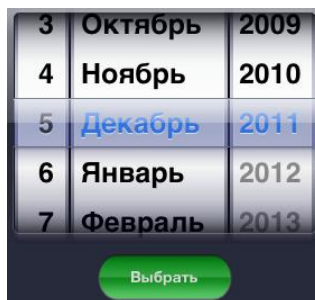 3 Октябрь 2009
4 Ноябрь 2010
5 Декабрь 2011
6 Январь 2012
7 Февраль 2013
Выбрать